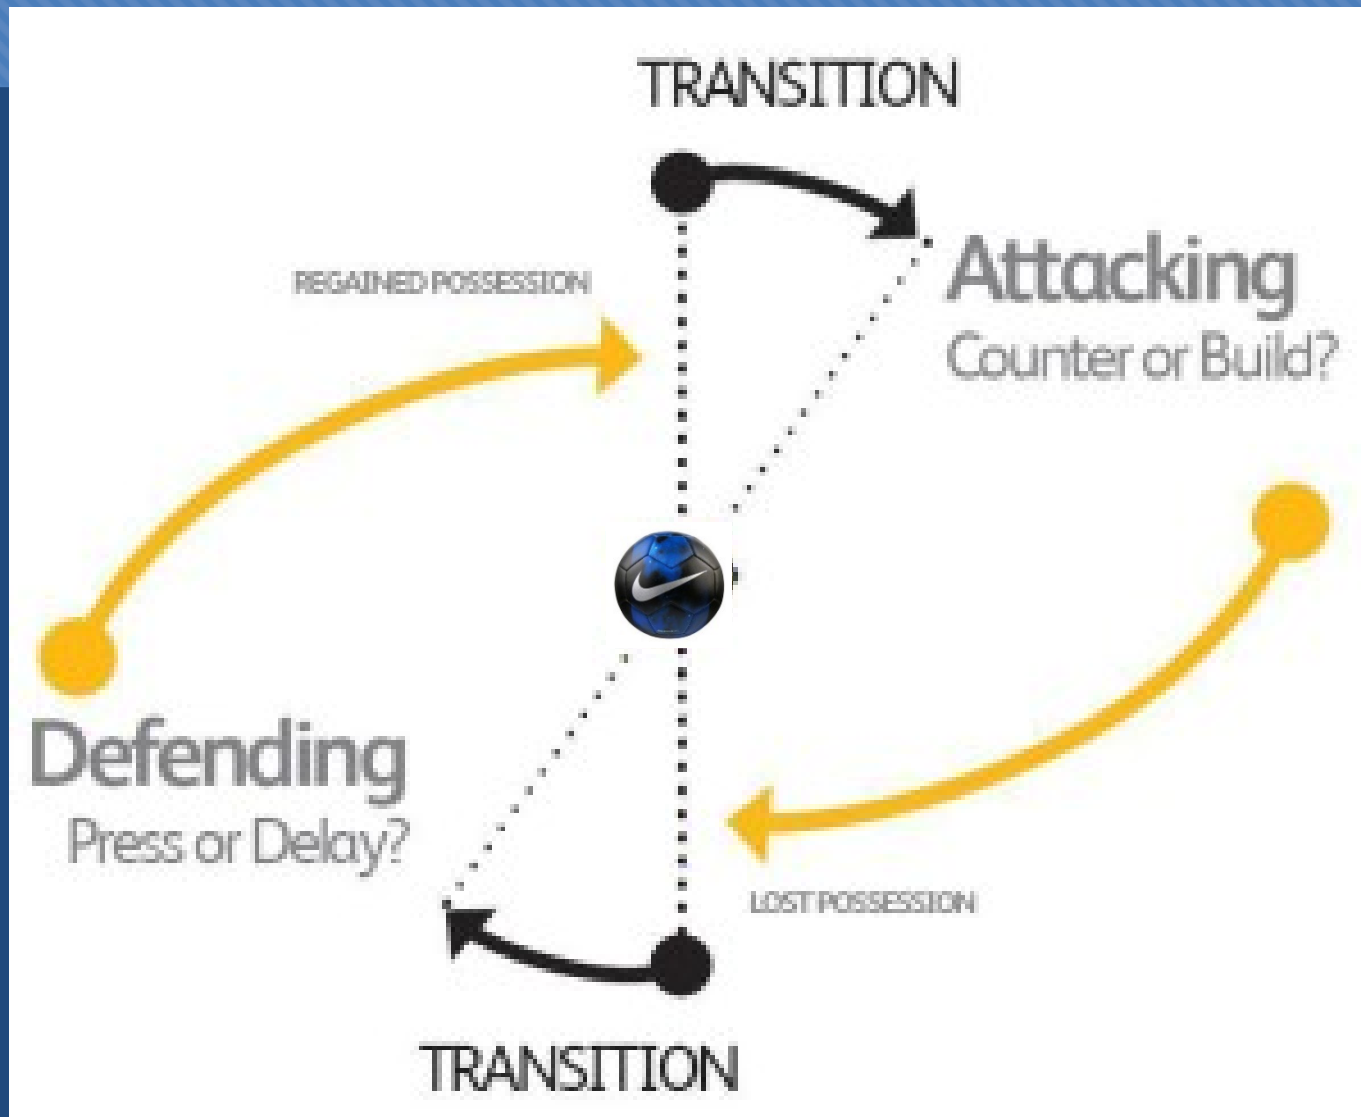 TRANSITION
REGAINED POSSESSION
Attacking
Counter or Build?
Defending
Press or Delay?
LOST POSSESSION
TRANSITION